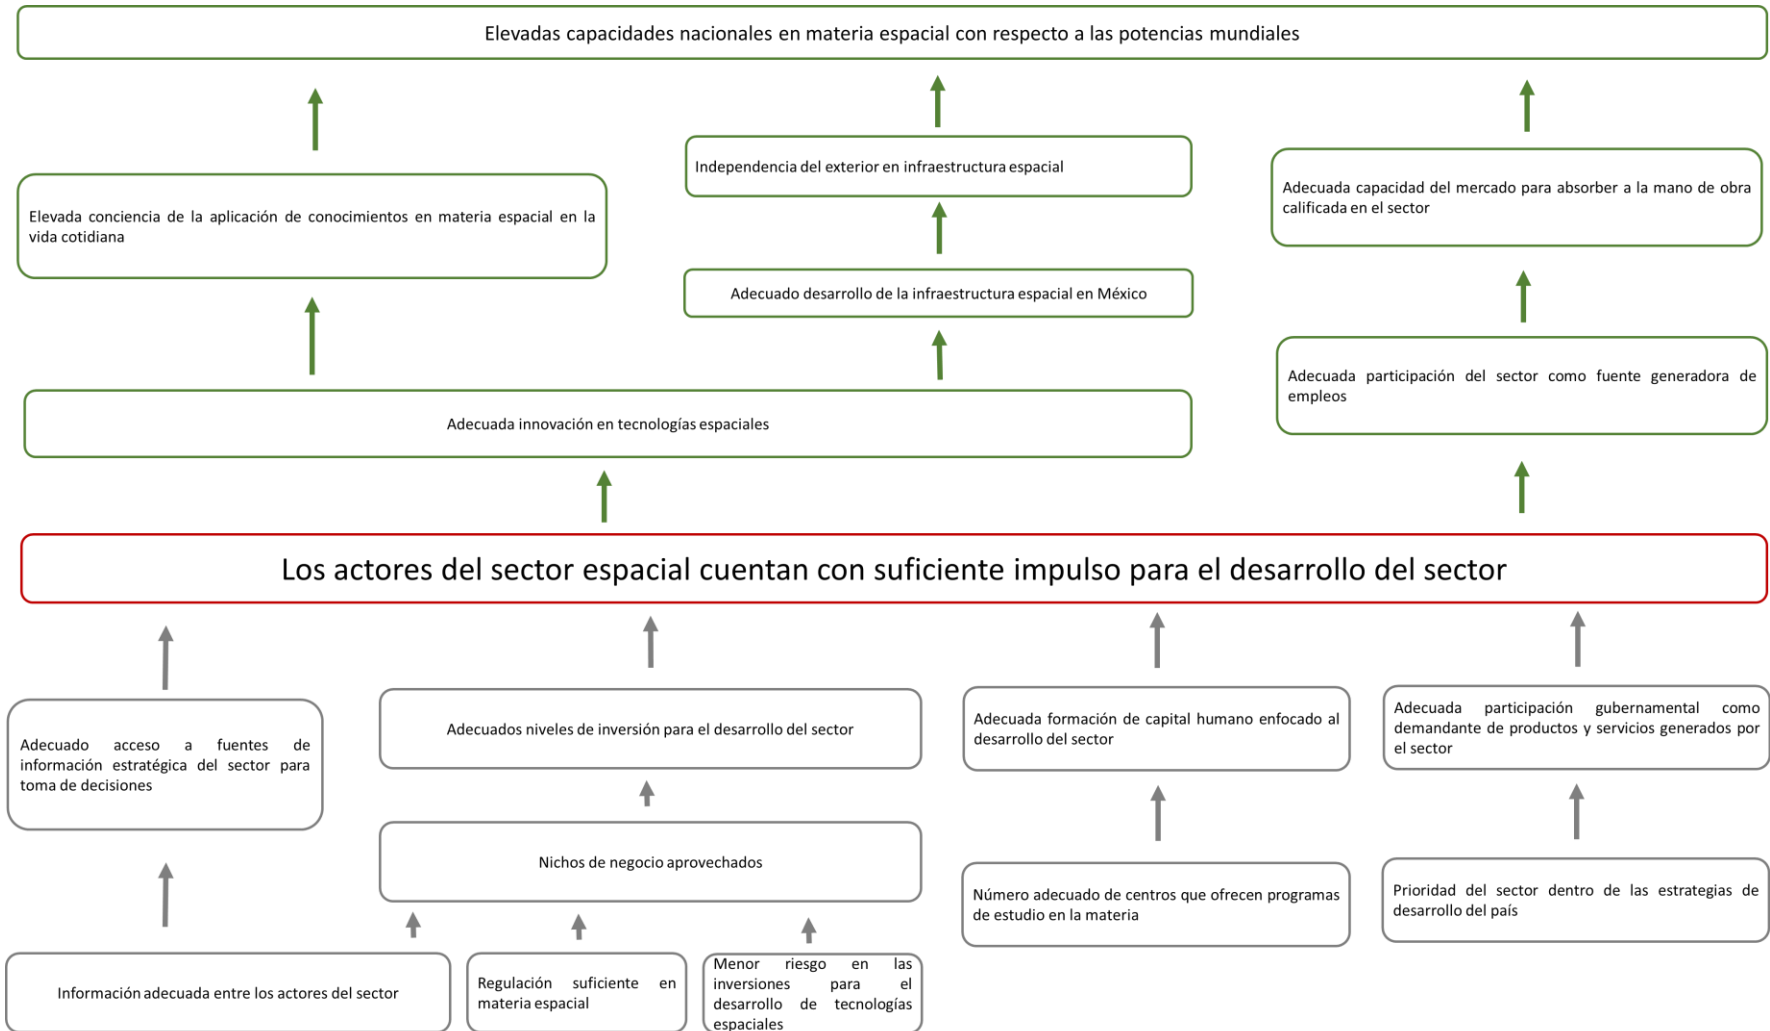 Elevadas capacidades nacionales en materia espacial con respecto a las potencias mundiales
Independencia del exterior en infraestructura espacial
Adecuada capacidad del mercado para absorber a la mano de obra
calificada en el sector
Elevada conciencia de la aplicación de conocimientos en materia espacial en la
vida cotidiana
Adecuado desarrollo de la infraestructura espacial en México
Adecuada participación del sector como fuente generadora de
empleos
Adecuada innovación en tecnologías espaciales
Los actores del sector espacial cuentan con suficiente impulso para el desarrollo del sector
Adecuado acceso a fuentes de
información estratégica del sector para
toma de decisiones
Adecuados niveles de inversión para el desarrollo del sector
Adecuada formación de capital humano enfocado al
desarrollo del sector
Adecuada participación gubernamental como
demandante de productos y servicios generados por
el sector
Nichos de negocio aprovechados
Número adecuado de centros que ofrecen programas
de estudio en la materia
Prioridad del sector dentro de las estrategias de
desarrollo del país
Información adecuada entre los actores del sector
Regulación suficiente en
materia espacial
Menor riesgo en las
inversiones para el
desarrollo de tecnologías
espaciales